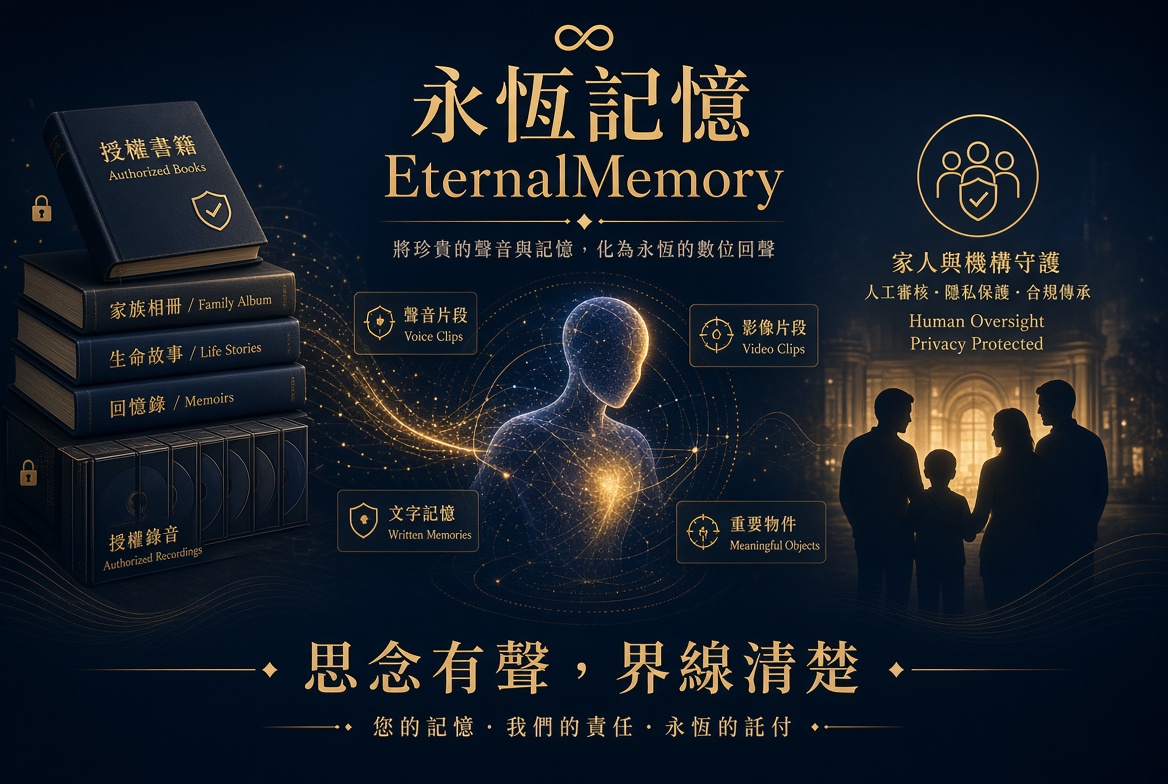 永恆記憶
EternalMemory
將珍貴的聲音與記憶，化為永恆的數位回聲
授權書籍
Authorized Books
家族相冊 / Family Album
生命故事 / Life Stories
回憶錄 / Memoirs
授權錄音
Authorized Recordings
聲音片段
Voice Clips
影像片段
Video Clips
文字記憶
Written Memories
重要物件
Meaningful Objects
家人與機構守護
人工審核·隱私保護·合規傳承
Human Oversight
Privacy Protected
思念有聲，界線清楚
您的記憶·我們的責任·永恆的託付